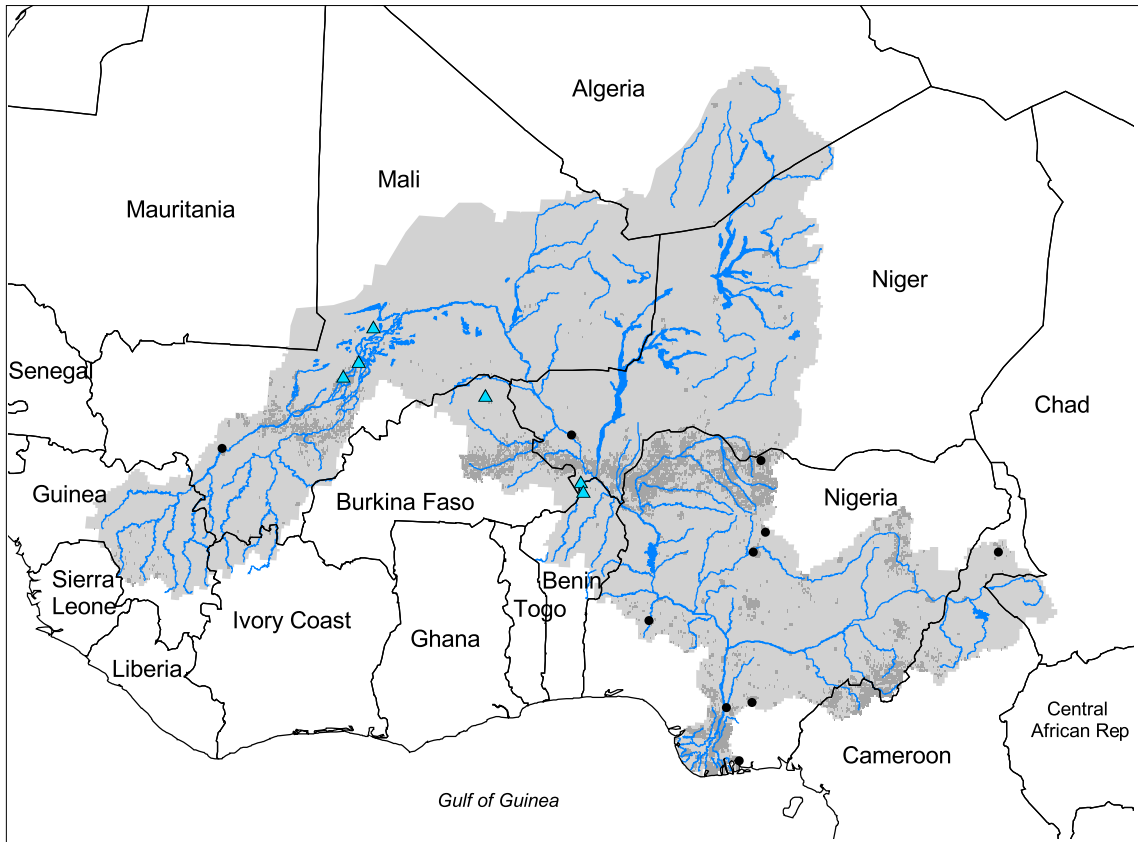 Algeria
Mali
Mauritania
Niger
Senegal
Chad
Guinea
Nigeria
Burkina Faso
Sierra
Leone
Benin
Togo
Ivory Coast
Ghana
Liberia
Central
African Rep
Cameroon
Gulf of Guinea